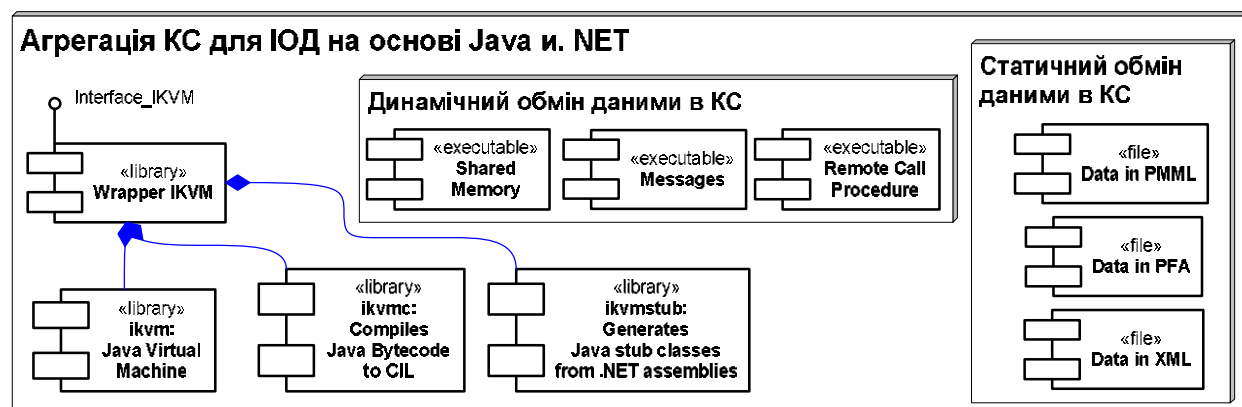 Агрегація КС для ІОД на основі Java и. NET
Interface_IKVM
«library»
Wrapper IKVM
«library»
ikvm:
Java Virtual
Machine
«library»
ikvmc:
Compiles
Java Bytecode
to CIL
«library»
ikvmstub:
Generates
Java stub classes
from .NET assemblies
Динамічний обмін даними в КС
«executable»
Shared
Memory
«executable»
Messages
«executable»
Remote Call
Procedure
Статичний обмін
даними в КС
«file»
Data in PMML
«file»
Data in PFA
«file»
Data in XML